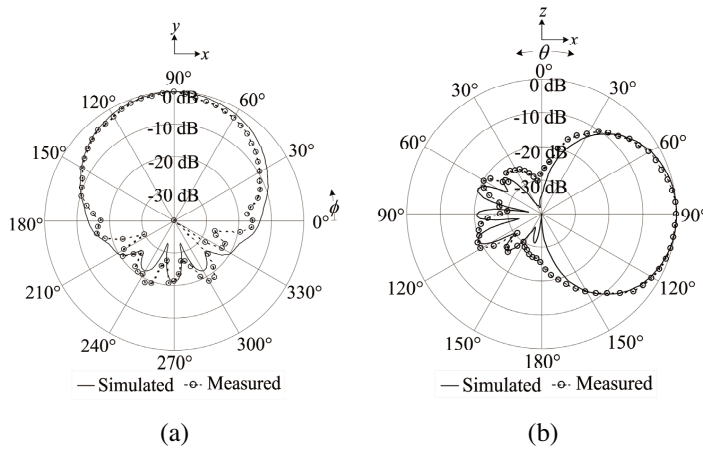 y
x
90°
0 dB
120°
60°
-10 dB
150°
30°
-20 dB
-30 dB
ϕ
180°
0°
210°
330°
240°
300°
270°
Simulated
Measured
(a)
z
x
θ
0°
0 dB
30°
30°
-10 dB
60°
60°
-20 dB
-30 dB
90°
90°
120°
120°
150°
150°
180°
Simulated
Measured
(b)